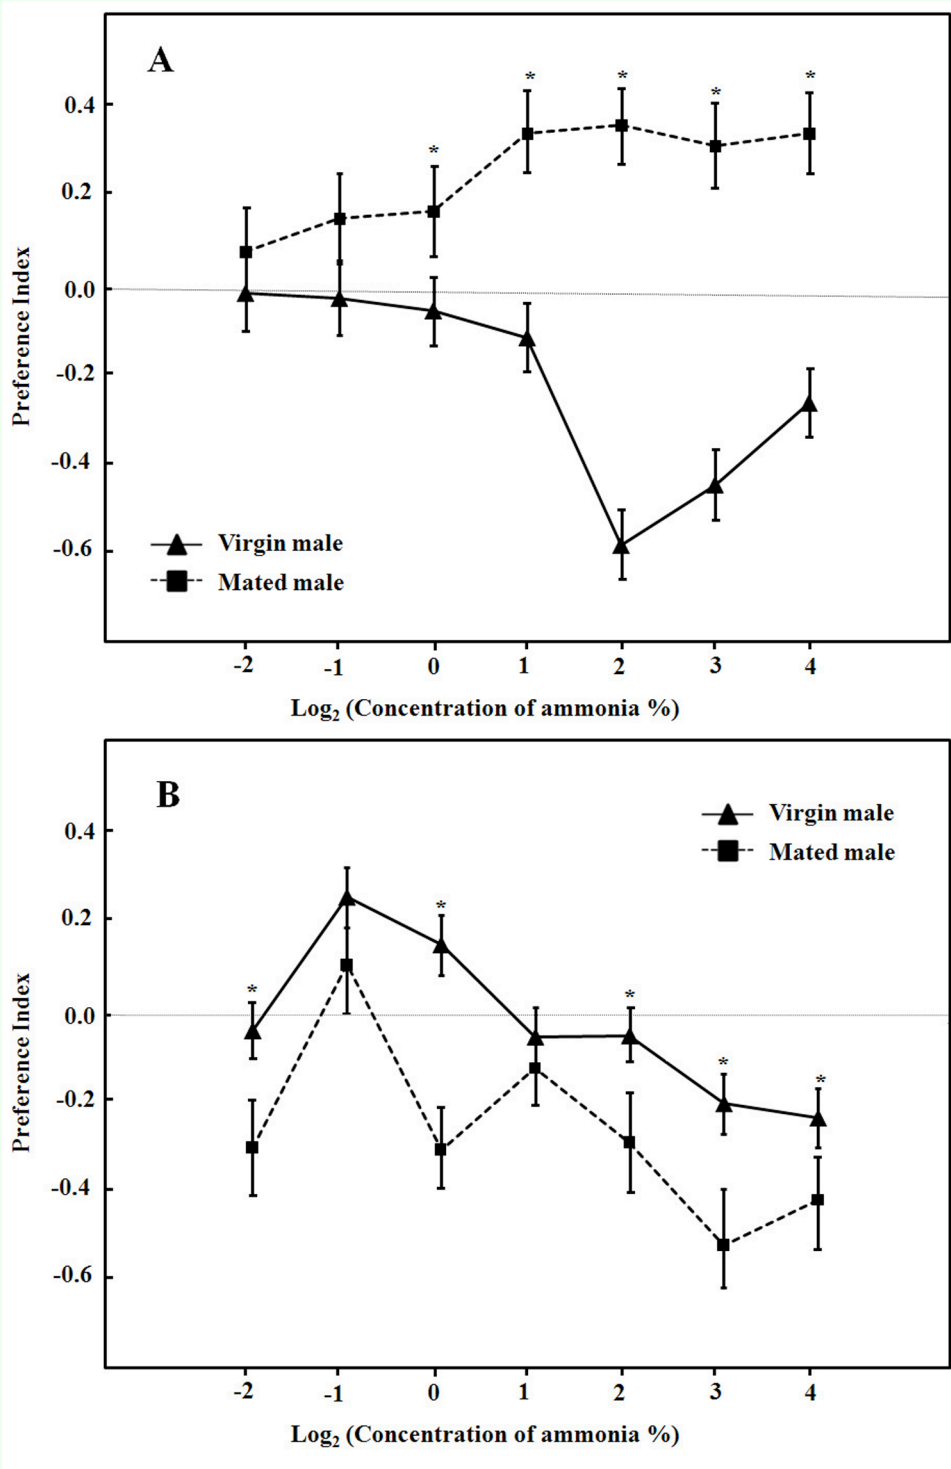 A
*
*
*
*
*
0.4
0.2
0.0
-0.2
-0.4
-0.6
Preference Index
Virgin male
Mated male
-2 -1 0 1 2 3 4
Log₂ (Concentration of ammonia %)
B
Virgin male
Mated male
*
*
*
*
*
0.4
0.2
0.0
-0.2
-0.4
-0.6
Preference Index
-2 -1 0 1 2 3 4
Log₂ (Concentration of ammonia %)